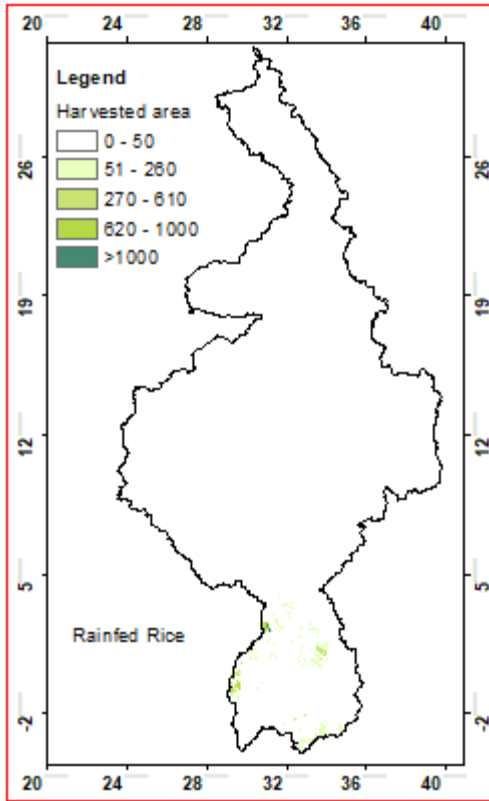 20 24 28 32 36 40
Legend
Harvested area
0 - 50
51 - 260
270 - 610
620 - 1000
>1000
26 26
19 19
12 12
5 5
Rainfed Rice
-2 -2
20 24 28 32 36 40